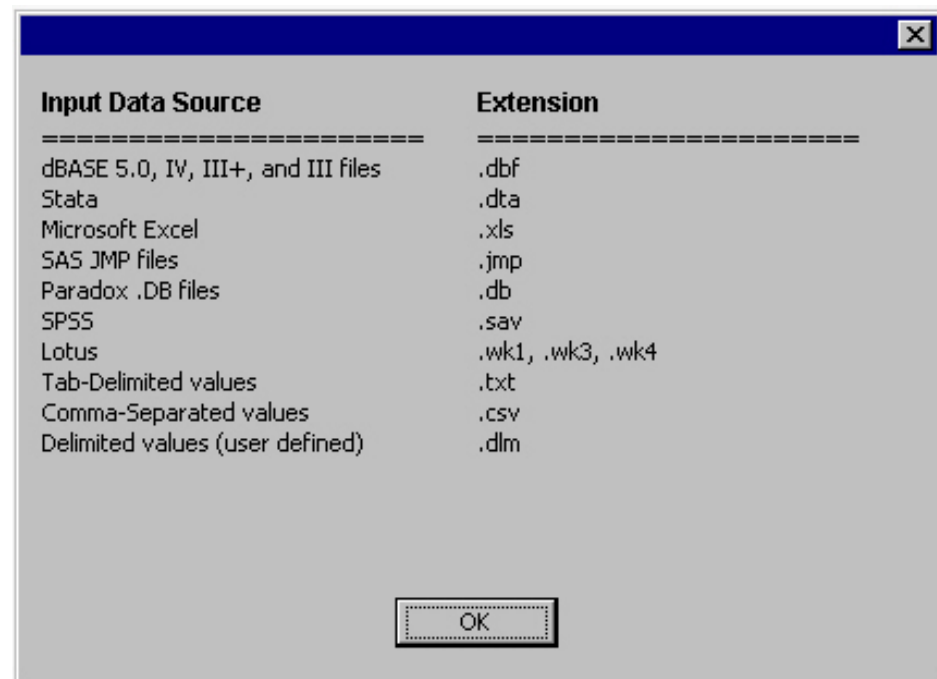 Input Data Source Extension
====================== ======================
dBASE 5.0, IV, III+, and III files .dbf
Stata .dta
Microsoft Excel .xls
SAS JMP files .jmp
Paradox .DB files .db
SPSS .sav
Lotus .wk1, .wk3, .wk4
Tab-Delimited values .txt
Comma-Separated values .csv
Delimited values (user defined) .dlm
OK